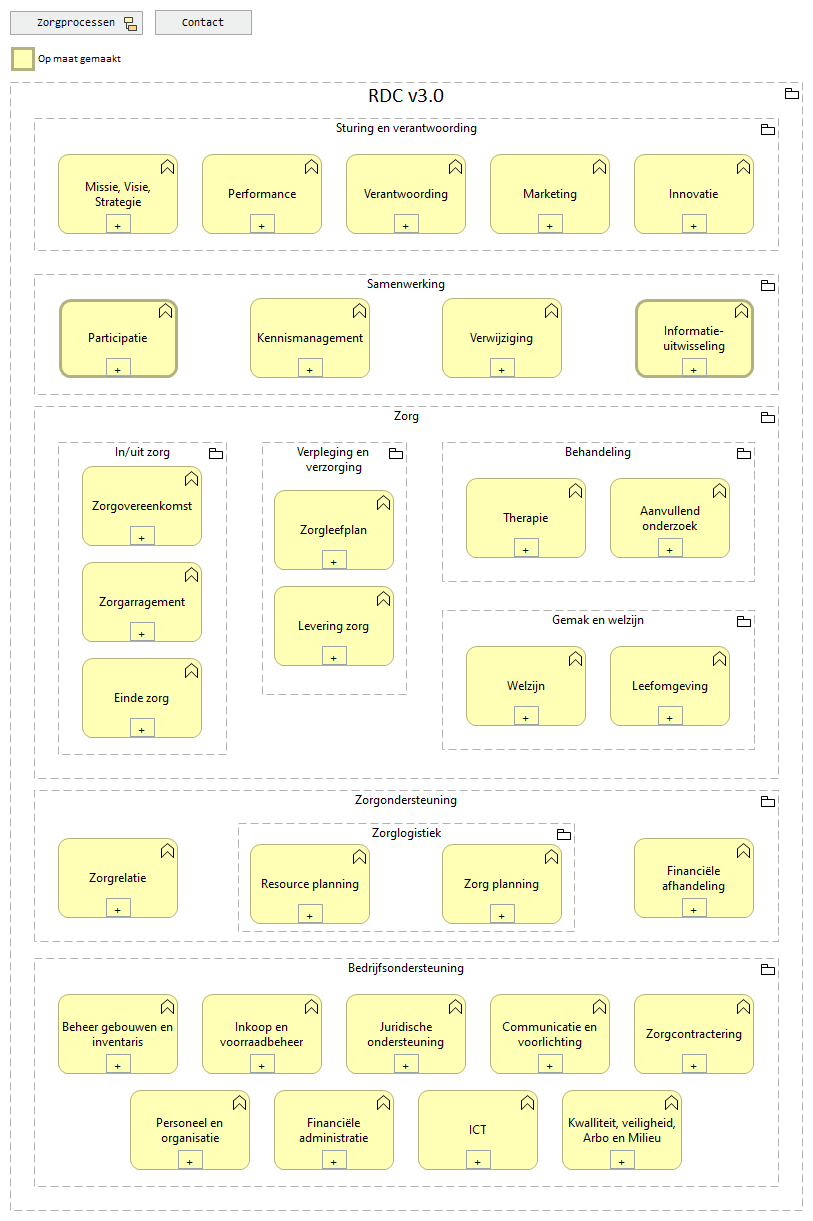 Zorgprocessen
Contact
Op maat gemaakt
RDC v3.0
Sturing en verantwoording
Missie, Visie,
Strategie
+
Performance
+
Verantwoording
+
Marketing
+
Innovatie
+
Samenwerking
Participatie
+
Kennismanagement
+
Verwijziging
+
Informatie-
uitwisseling
+
Zorg
In/uit zorg
Zorgovereenkomst
+
Zorgarragement
+
Einde zorg
+
Verpleging en
verzorging
Zorgleefplan
+
Levering zorg
+
Behandeling
Therapie
+
Aanvullend
onderzoek
+
Gemak en welzijn
Welzijn
+
Leefomgeving
+
Zorgondersteuning
Zorgrelatie
+
Zorglogistiek
Resource planning
+
Zorg planning
+
Financiële
afhandeling
+
Bedrijfsondersteuning
Beheer gebouwen en
inventaris
+
Inkoop en
voorraadbeheer
+
Juridische
ondersteuning
+
Communicatie en
voorlichting
+
Zorgcontractering
+
Personeel en
organisatie
+
Financiële
administratie
+
ICT
+
Kwalliteit, veiligheid,
Arbo en Milieu
+